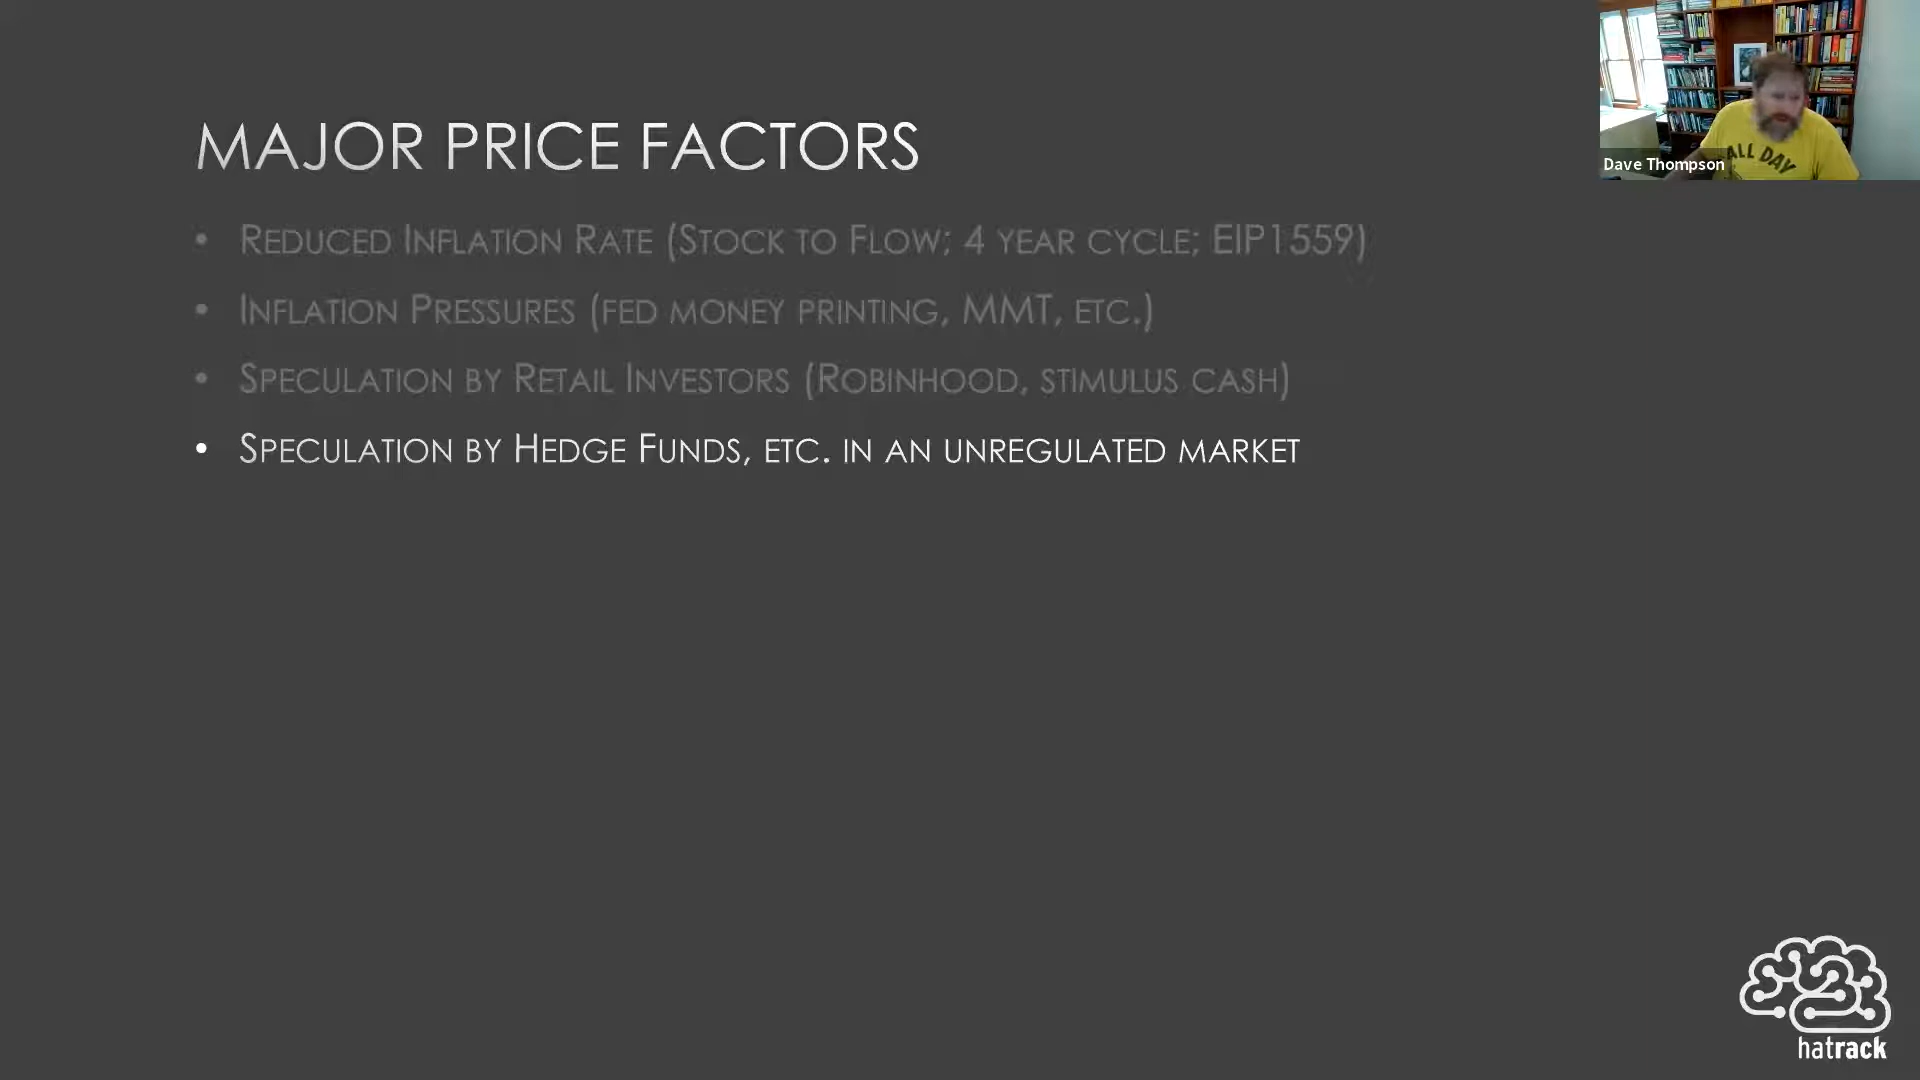 MAJOR PRICE FACTORS
• REDUCED INFLATION RATE (STOCK TO FLOW; 4 YEAR CYCLE; EIP1559)
• INFLATION PRESSURES (FED MONEY PRINTING, MMT, ETC.)
• SPECULATION BY RETAIL INVESTORS (ROBINHOOD, STIMULUS CASH)
• SPECULATION BY HEDGE FUNDS, ETC. IN AN UNREGULATED MARKET
ALL DAY
Dave Thompson
hatrack